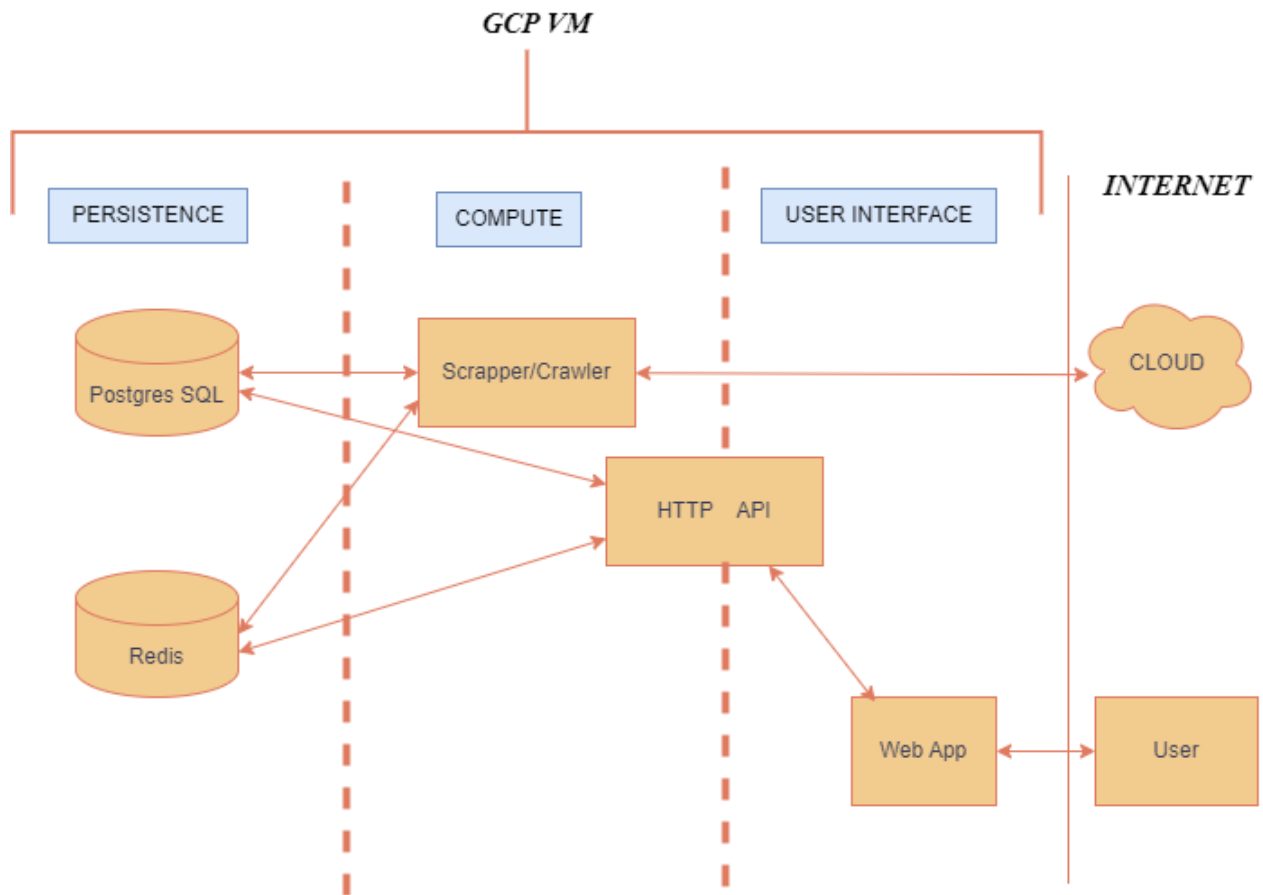 GCP VM
INTERNET
PERSISTENCE
COMPUTE
USER INTERFACE
Postgres SQL
Scrapper/Crawler
CLOUD
HTTP API
Redis
Web App
User